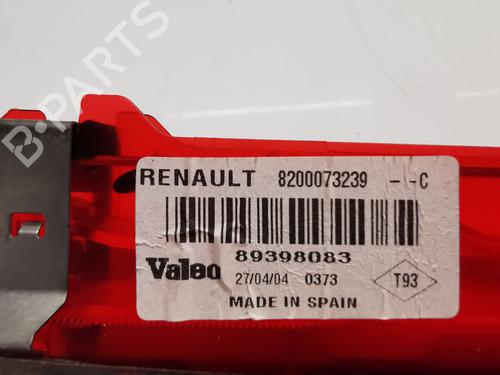 B-PARTS
RENAULT 8200073239 --C
Valeo 89398083
27/04/04 0373 T93
MADE IN SPAIN